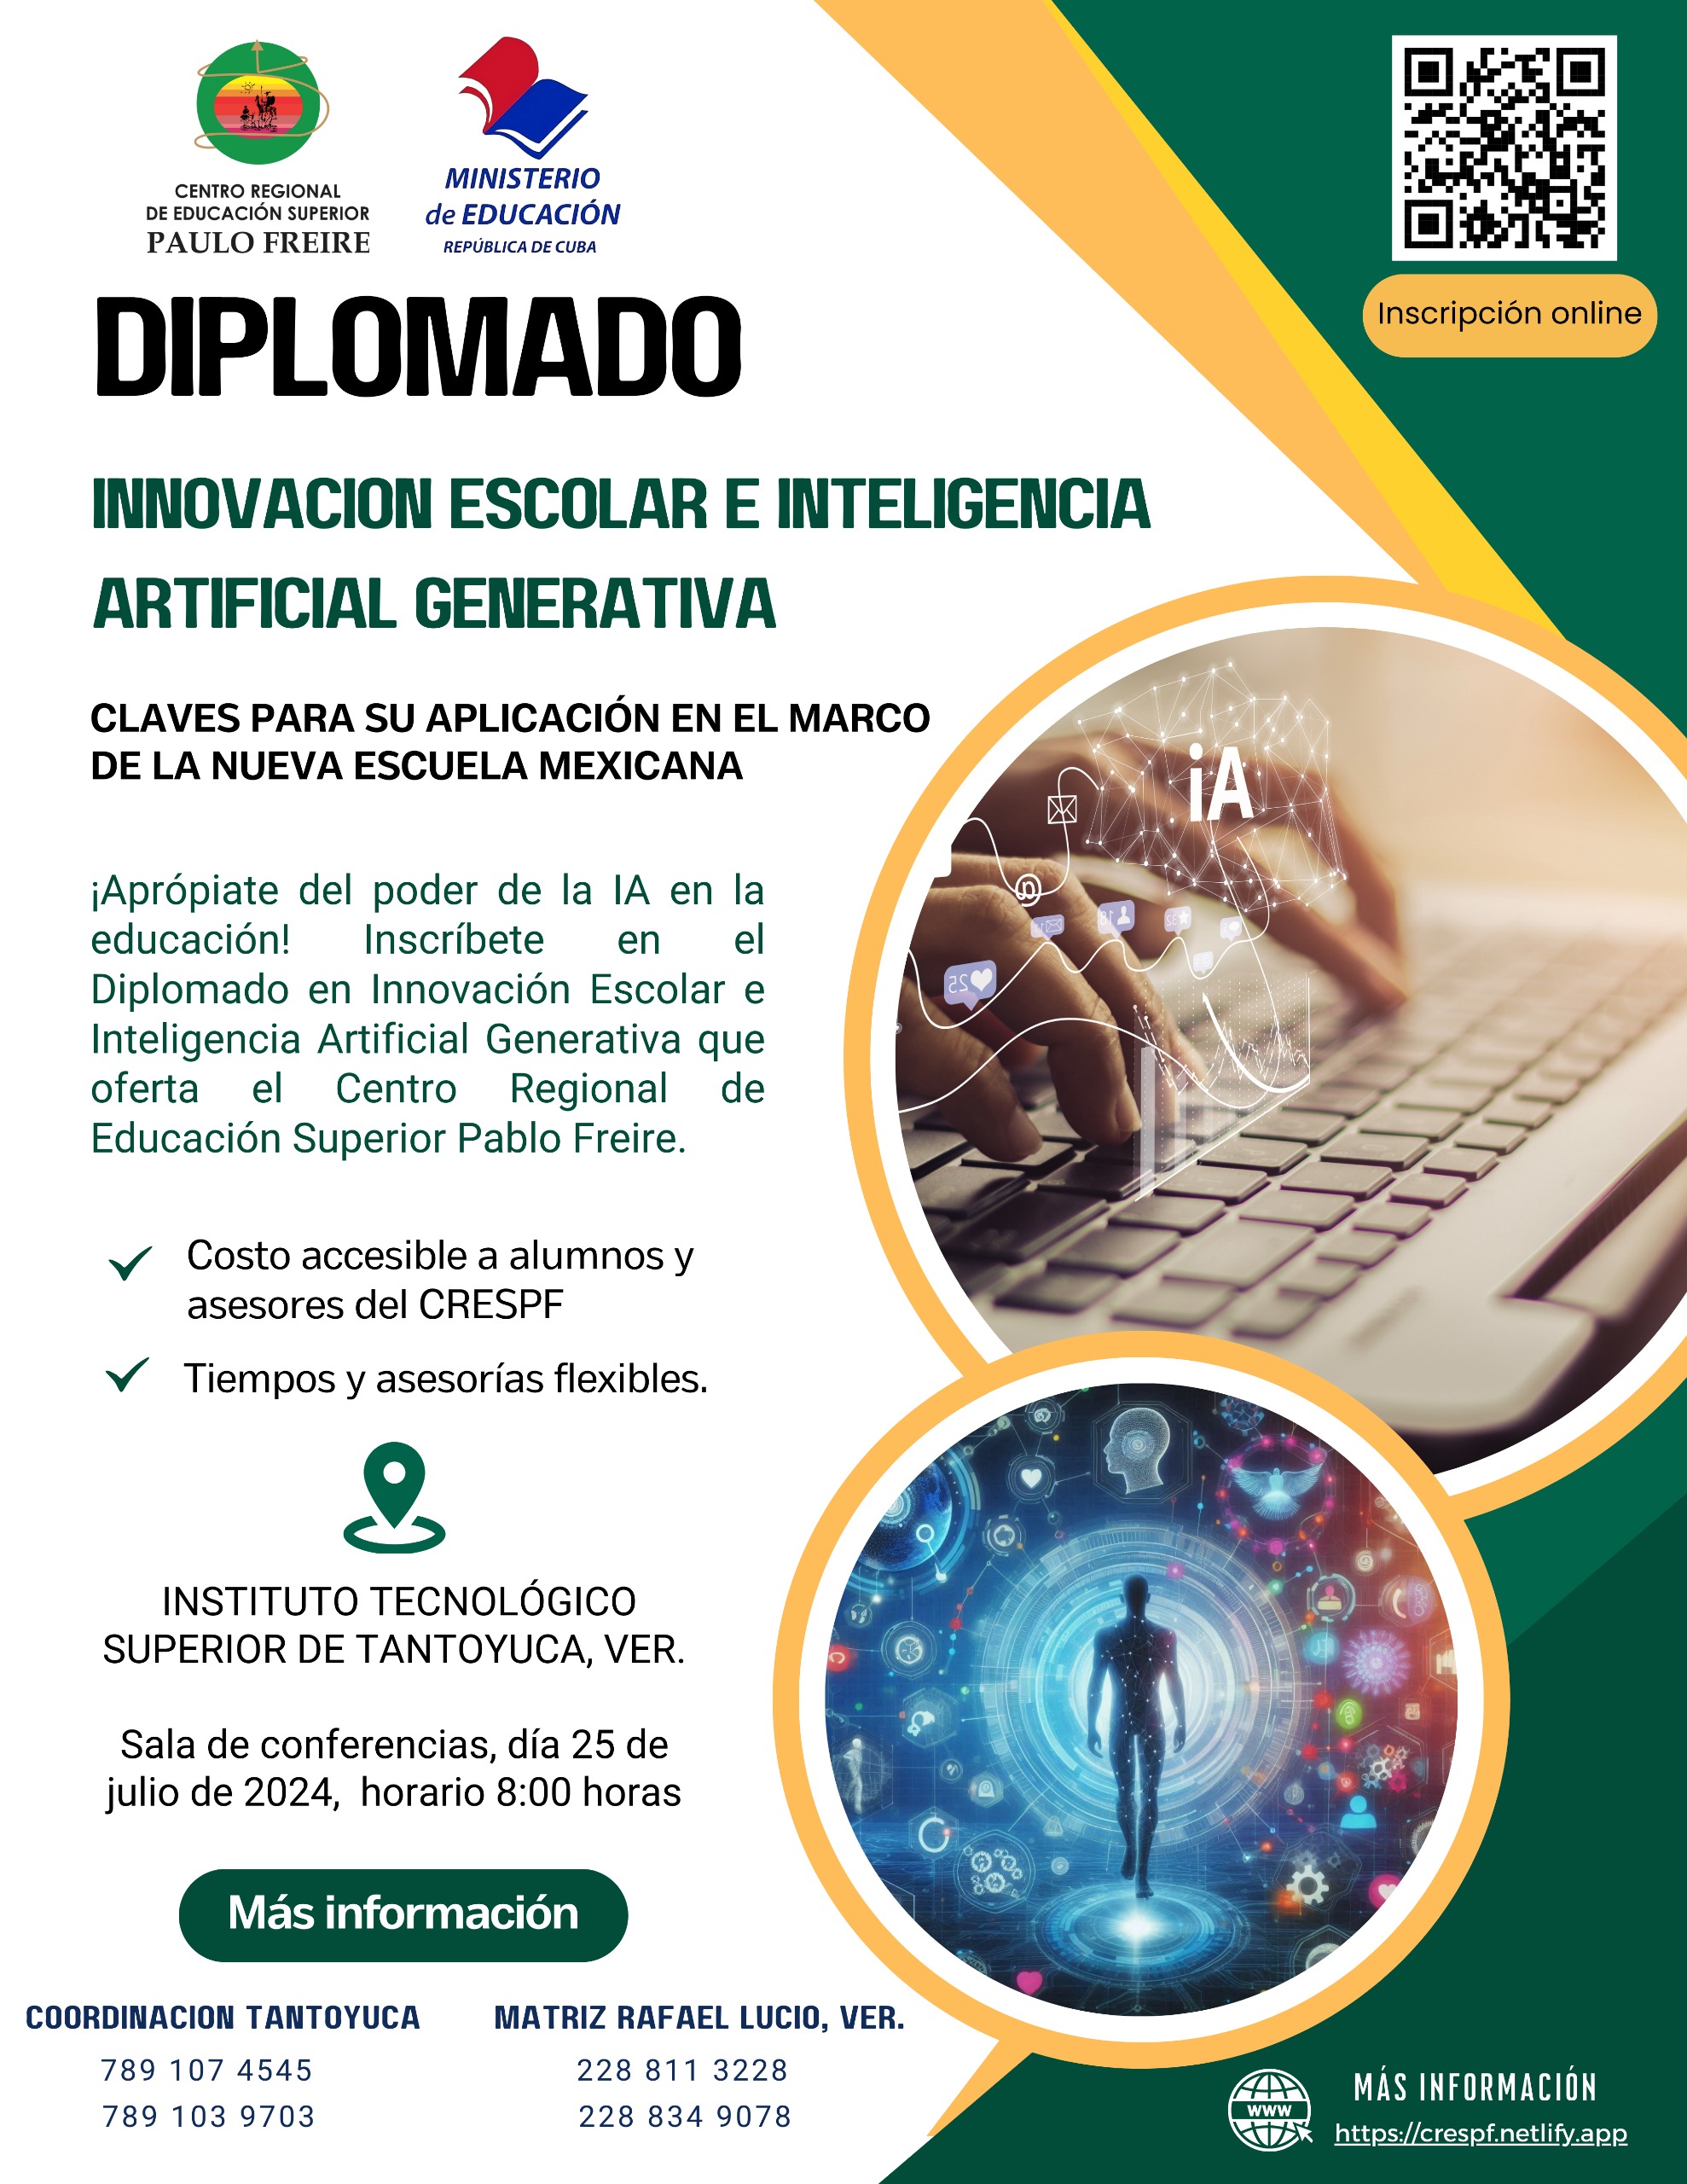 CENTRO REGIONAL
DE EDUCACIÓN SUPERIOR
PAULO FREIRE
MINISTERIO
de EDUCACIÓN
REPÚBLICA DE CUBA
Inscripción online
DIPLOMADO
INNOVACION ESCOLAR E INTELIGENCIA
ARTIFICIAL GENERATIVA
CLAVES PARA SU APLICACIÓN EN EL MARCO
DE LA NUEVA ESCUELA MEXICANA
iA
@
25
¡Aprópiate del poder de la IA en la
educación! Inscríbete en el
Diplomado en Innovación Escolar e
Inteligencia Artificial Generativa que
oferta el Centro Regional de
Educación Superior Pablo Freire.
Costo accesible a alumnos y
asesores del CRESPF
Tiempos y asesorías flexibles.
INSTITUTO TECNOLÓGICO
SUPERIOR DE TANTOYUCA, VER.
Sala de conferencias, día 25 de
julio de 2024, horario 8:00 horas
Más información
COORDINACION TANTOYUCA
789 107 4545
789 103 9703
MATRIZ RAFAEL LUCIO, VER.
228 811 3228
228 834 9078
www
MÁS INFORMACIÓN
https://crespf.netlify.app